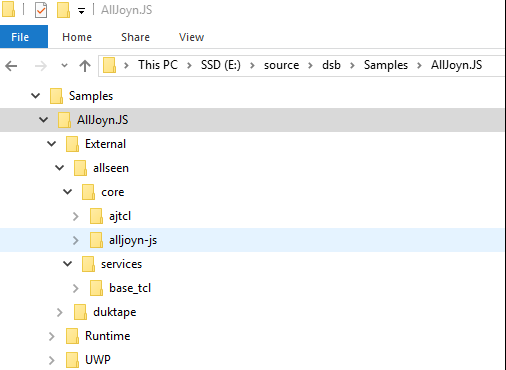 AllJoyn.JS
File Home Share View
This PC SSD (E:) source dsb Samples AllJoyn.JS
Samples
AllJoyn.JS
External
allseen
core
ajtcl
alljoyn-js
services
base_tcl
duktape
Runtime
UWP